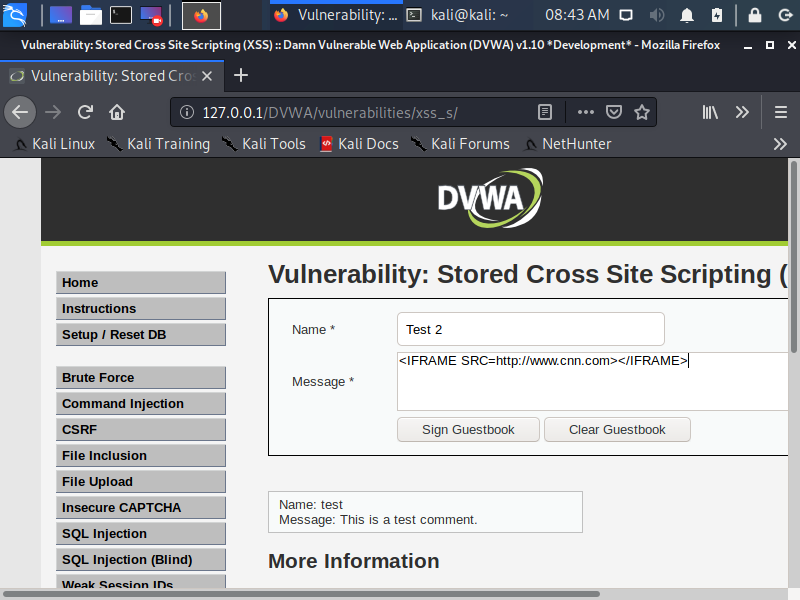 Vulnerability: ...
kali@kali: ~
08:43 AM
Vulnerability: Stored Cross Site Scripting (XSS) :: Damn Vulnerable Web Application (DVWA) v1.10 *Development* - Mozilla Firefox
Vulnerability: Stored Cro
127.0.0.1/DVWA/vulnerabilities/xss_s/
Kali Linux
Kali Training
Kali Tools
Kali Docs
Kali Forums
NetHunter
DVWA
Home
Instructions
Setup / Reset DB
Brute Force
Command Injection
CSRF
File Inclusion
File Upload
Insecure CAPTCHA
SQL Injection
SQL Injection (Blind)
Weak Session IDs
Vulnerability: Stored Cross Site Scripting (
Name *
Test 2
Message *
<IFRAME SRC=http://www.cnn.com></IFRAME>
Sign Guestbook
Clear Guestbook
Name: test
Message: This is a test comment.
More Information